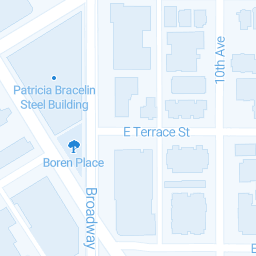 10th Ave
Patricia Bracelin
Steel Building
E Terrace St
Boren Place
Broadway
E